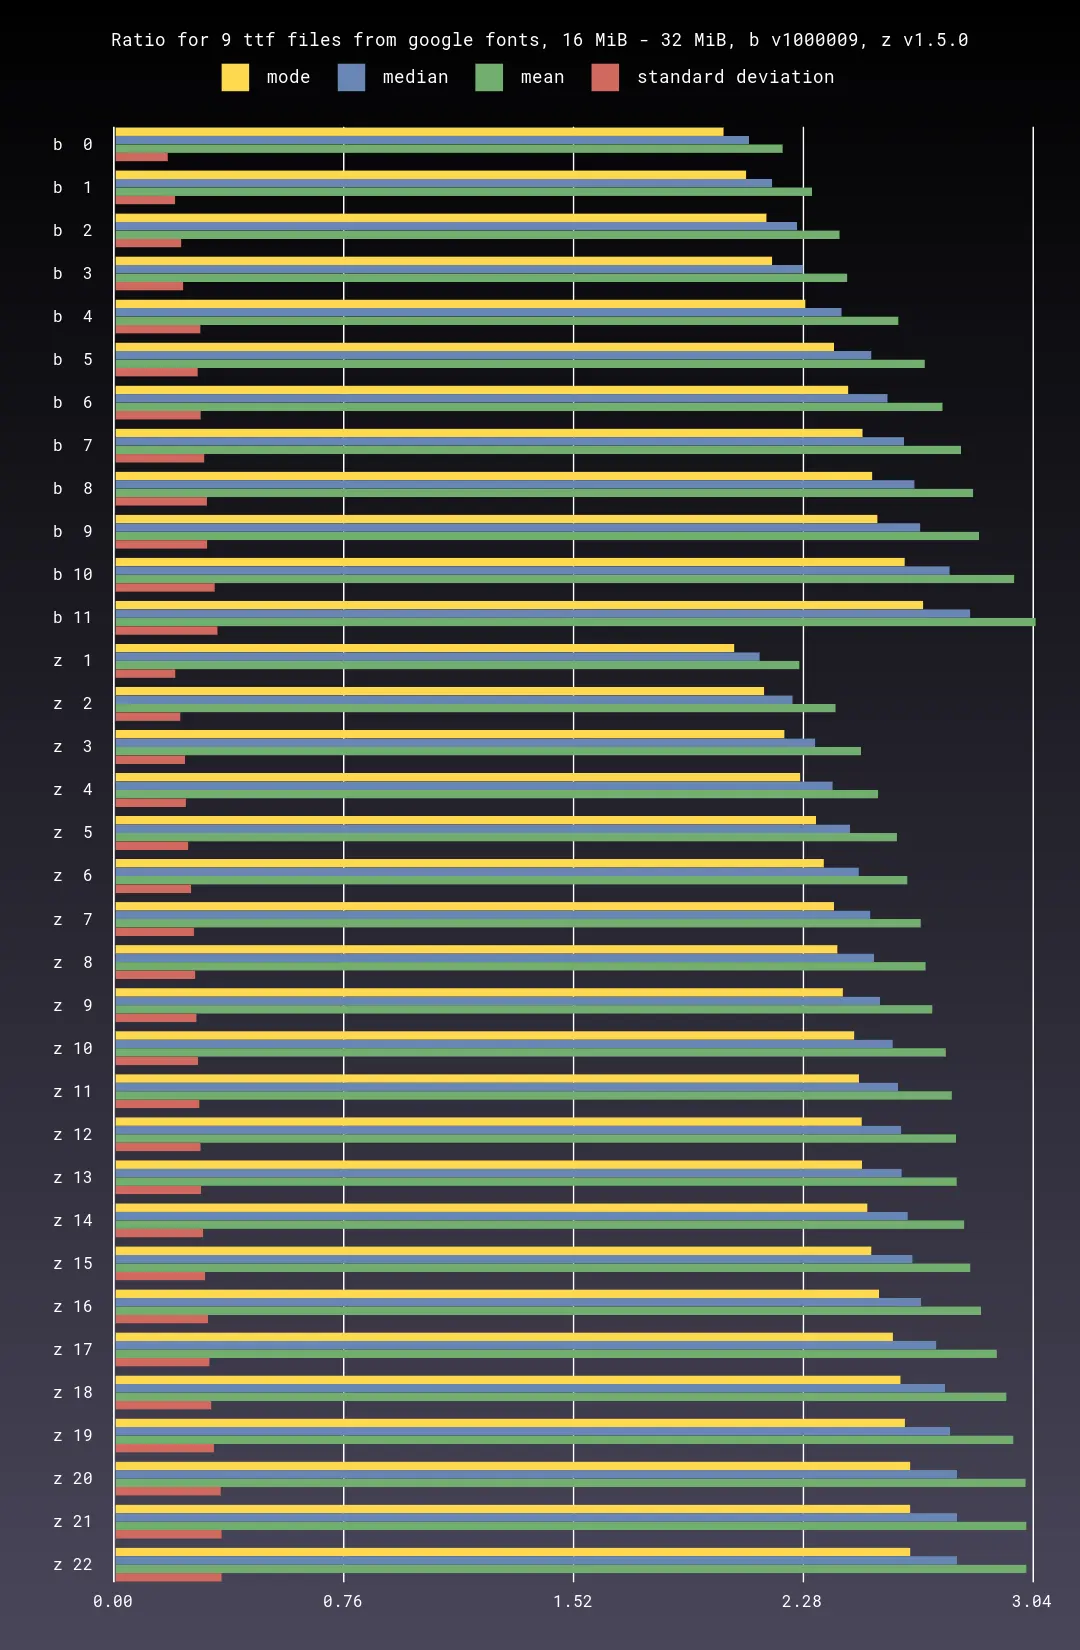 Ratio for 9 ttf files from google fonts, 16 MiB - 32 MiB, b v1000009, z v1.5.0
mode median mean standard deviation
b 0
b 1
b 2
b 3
b 4
b 5
b 6
b 7
b 8
b 9
b 10
b 11
z 1
z 2
z 3
z 4
z 5
z 6
z 7
z 8
z 9
z 10
z 11
z 12
z 13
z 14
z 15
z 16
z 17
z 18
z 19
z 20
z 21
z 22
0.00 0.76 1.52 2.28 3.04